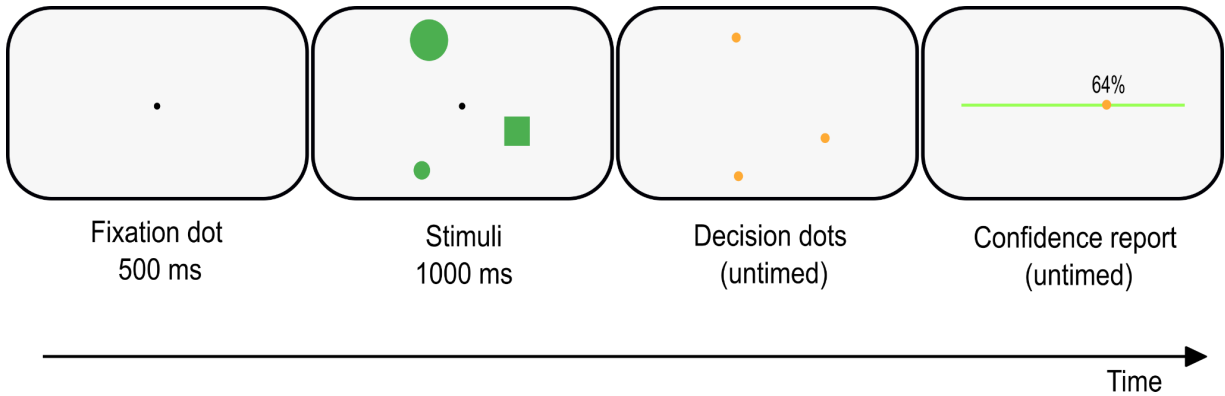 64%
Fixation dot
500 ms
Stimuli
1000 ms
Decision dots
(untimed)
Confidence report
(untimed)
Time